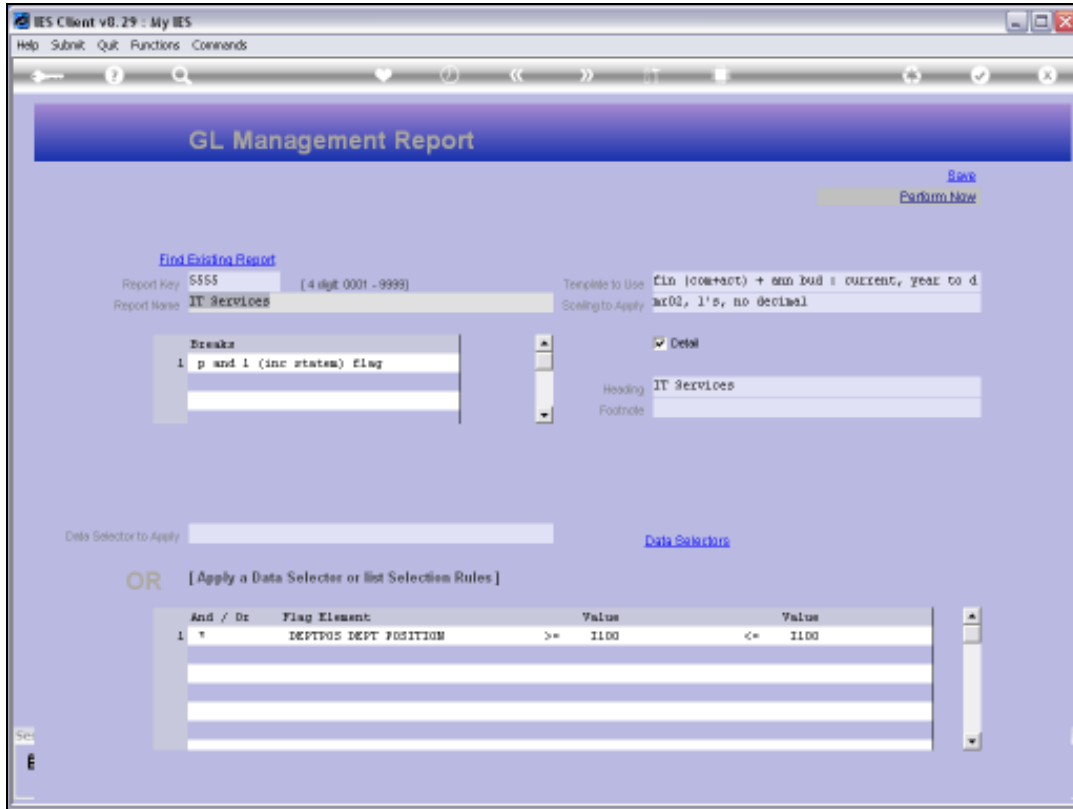 IES Client v8.29 : My IES
Help Submit Quit Functions Commands
GL Management Report
Save
Perform Now
Find Existing Report
Report Key 5555 [ 4 digit 0001 - 9999]
Template to Use fin (com+act) + ann bud : current, year to d
Report Name IT Services
Scaling to Apply mr02, 1's, no decimal
Breaks
1 p and l (inc statem) flag
Detail
Heading IT Services
Footnote
Data Selector to Apply
Data Selectors
OR [ Apply a Data Selector or list Selection Rules ]
And / Or Flag Element Value Value
1 * DEPTPOS DEPT POSITION >= I100 <= I100